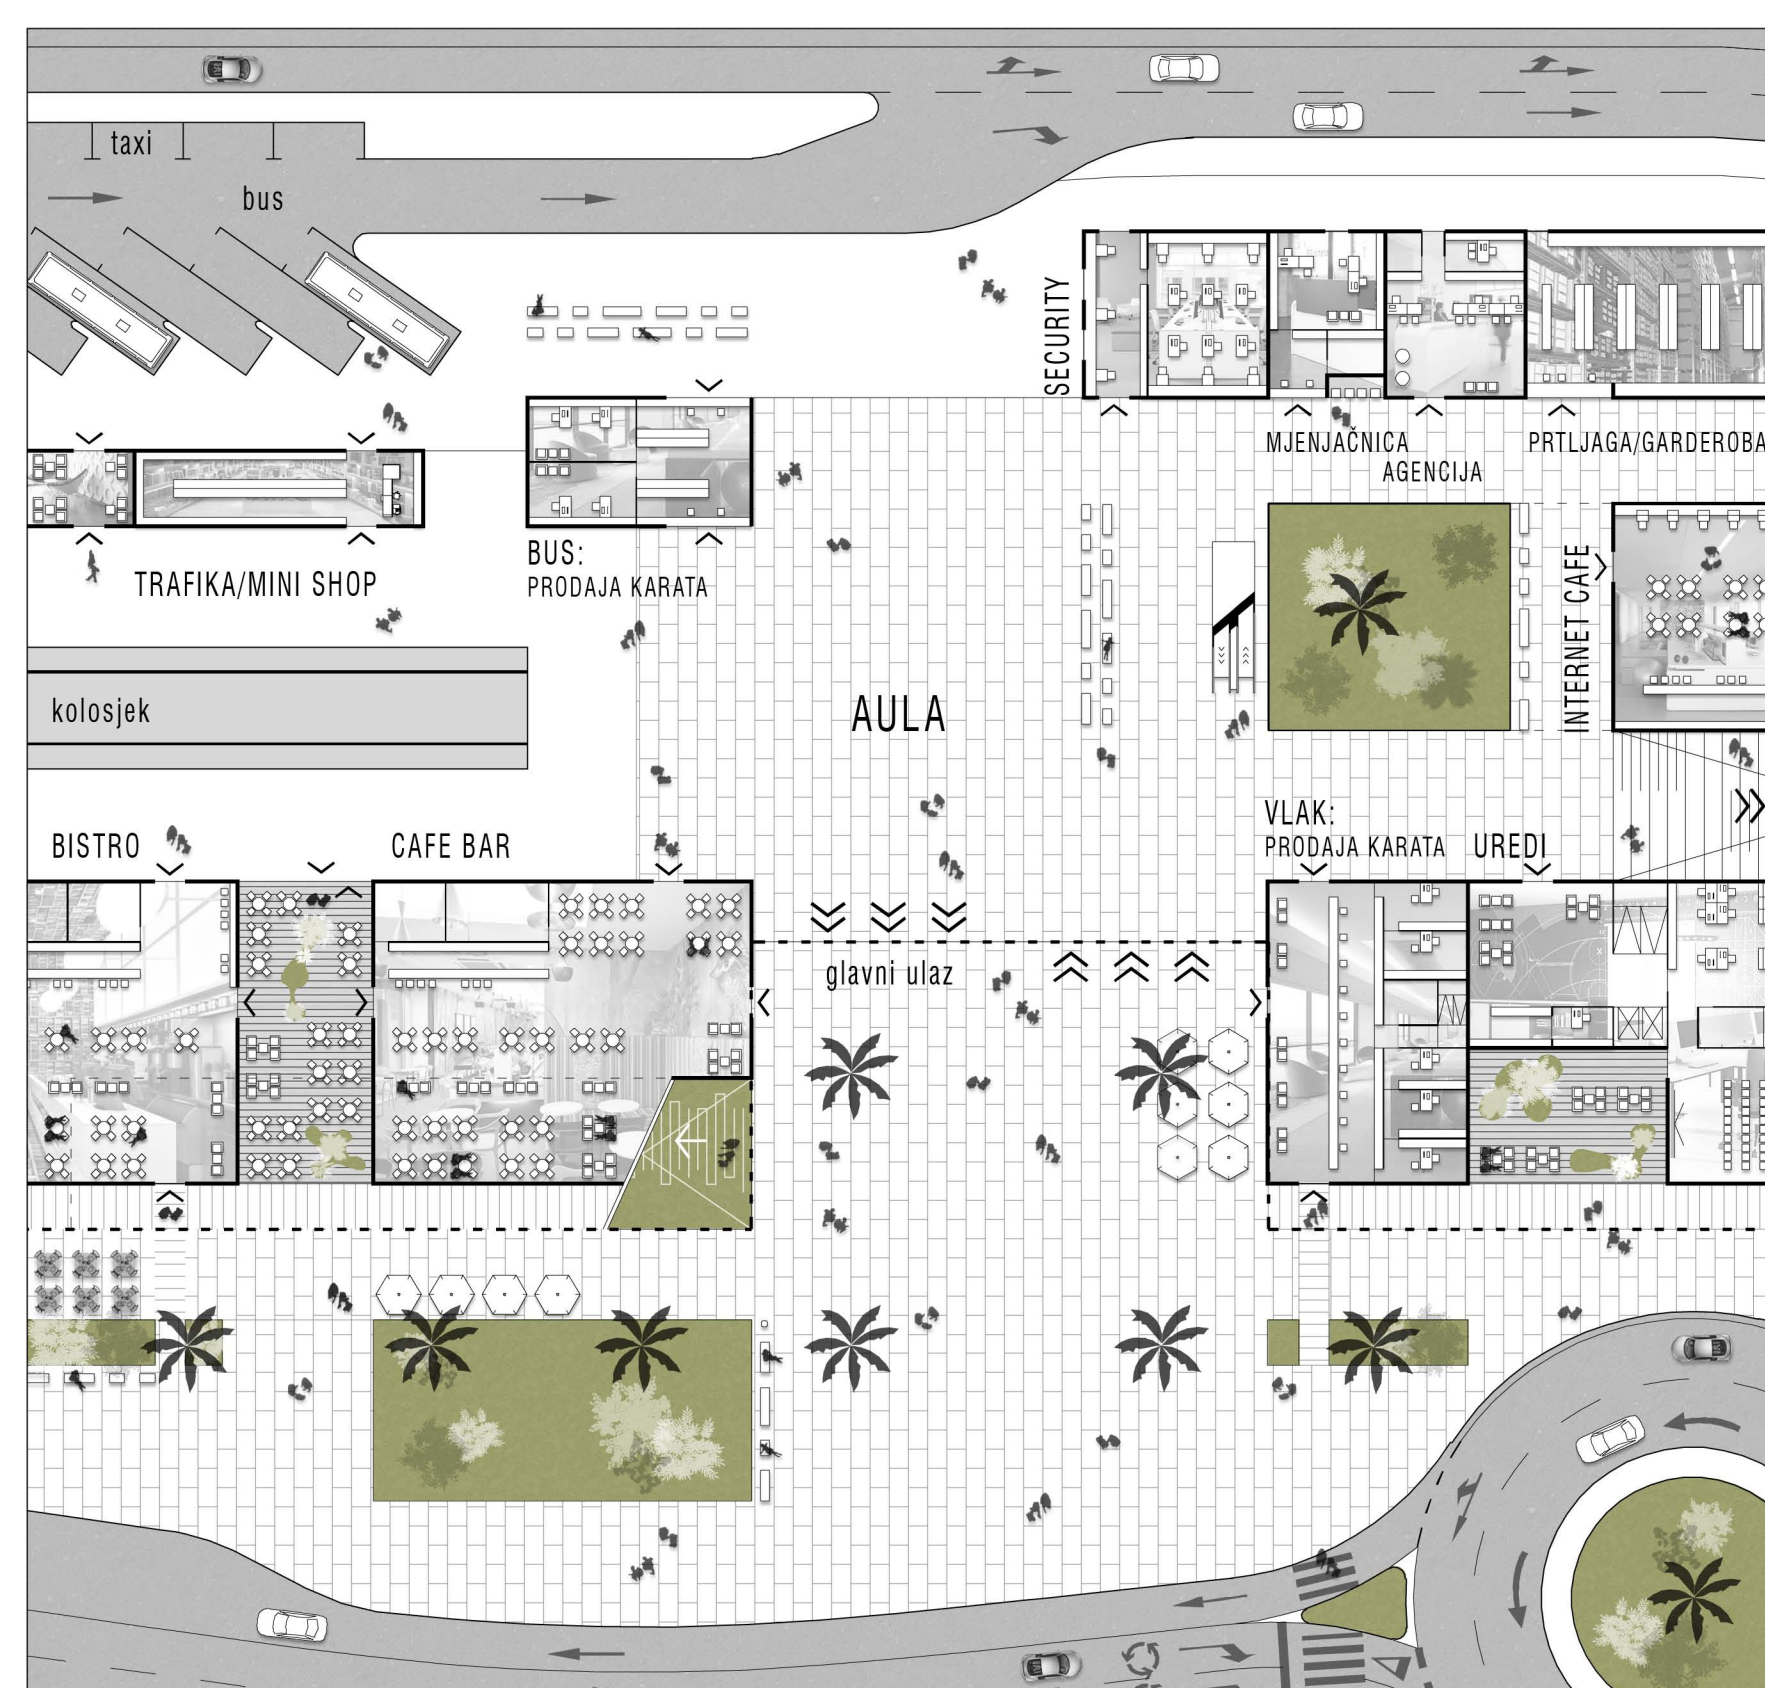 taxi
bus
SECURITY
MJENJAČNICA
AGENCIJA
PRTLJAGA/GARDEROBA
TRAFIKA/MINI SHOP
BUS:
PRODAJA KARATA
INTERNET CAFE
kolosjek
AULA
BISTRO
CAFE BAR
VLAK:
PRODAJA KARATA
UREDI
glavni ulaz